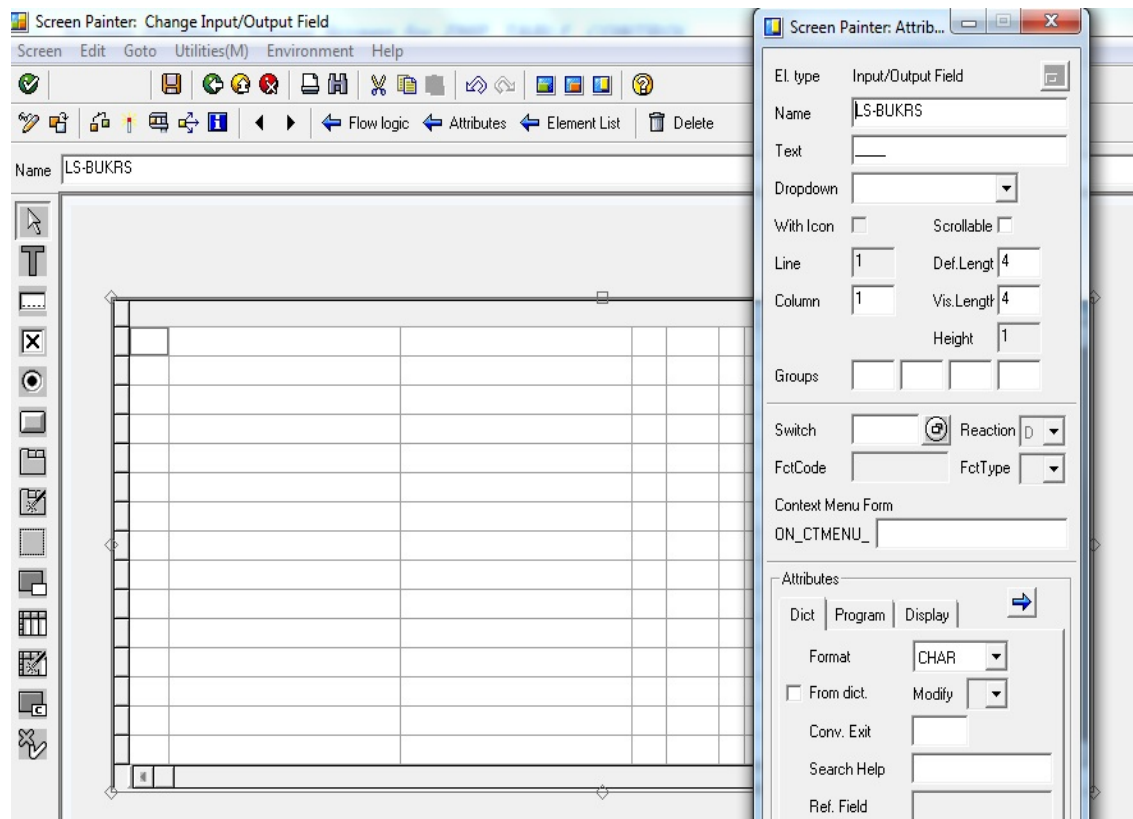 Screen Painter: Change Input/Output Field
Screen Edit Goto Utilities(M) Environment Help
Flow logic Attributes Element List Delete
Name LS-BUKRS
T
C
Screen Painter: Attrib...
El. type Input/Output Field
Name LS-BUKRS
Text ____
Dropdown
With Icon Scrollable
Line 1 Def.Lengt 4
Column 1 Vis.Length 4
Height 1
Groups
Switch Reaction D
FctCode FctType
Context Menu Form
ON_CTMENU_
Attributes
Dict Program Display
Format CHAR
From dict. Modify
Conv. Exit
Search Help
Ref. Field